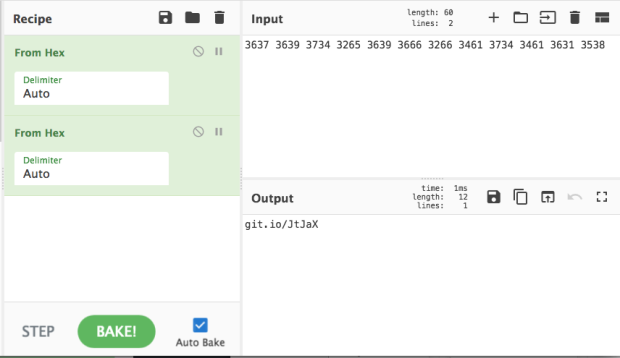 Recipe
From Hex
Delimiter
Auto
From Hex
Delimiter
Auto
STEP
BAKE!
Auto Bake
Input
length: 60
lines: 2
3637 3639 3734 3265 3639 3666 3266 3461 3734 3461 3631 3538
Output
time: 1ms
length: 12
lines: 1
git.io/JtJaX